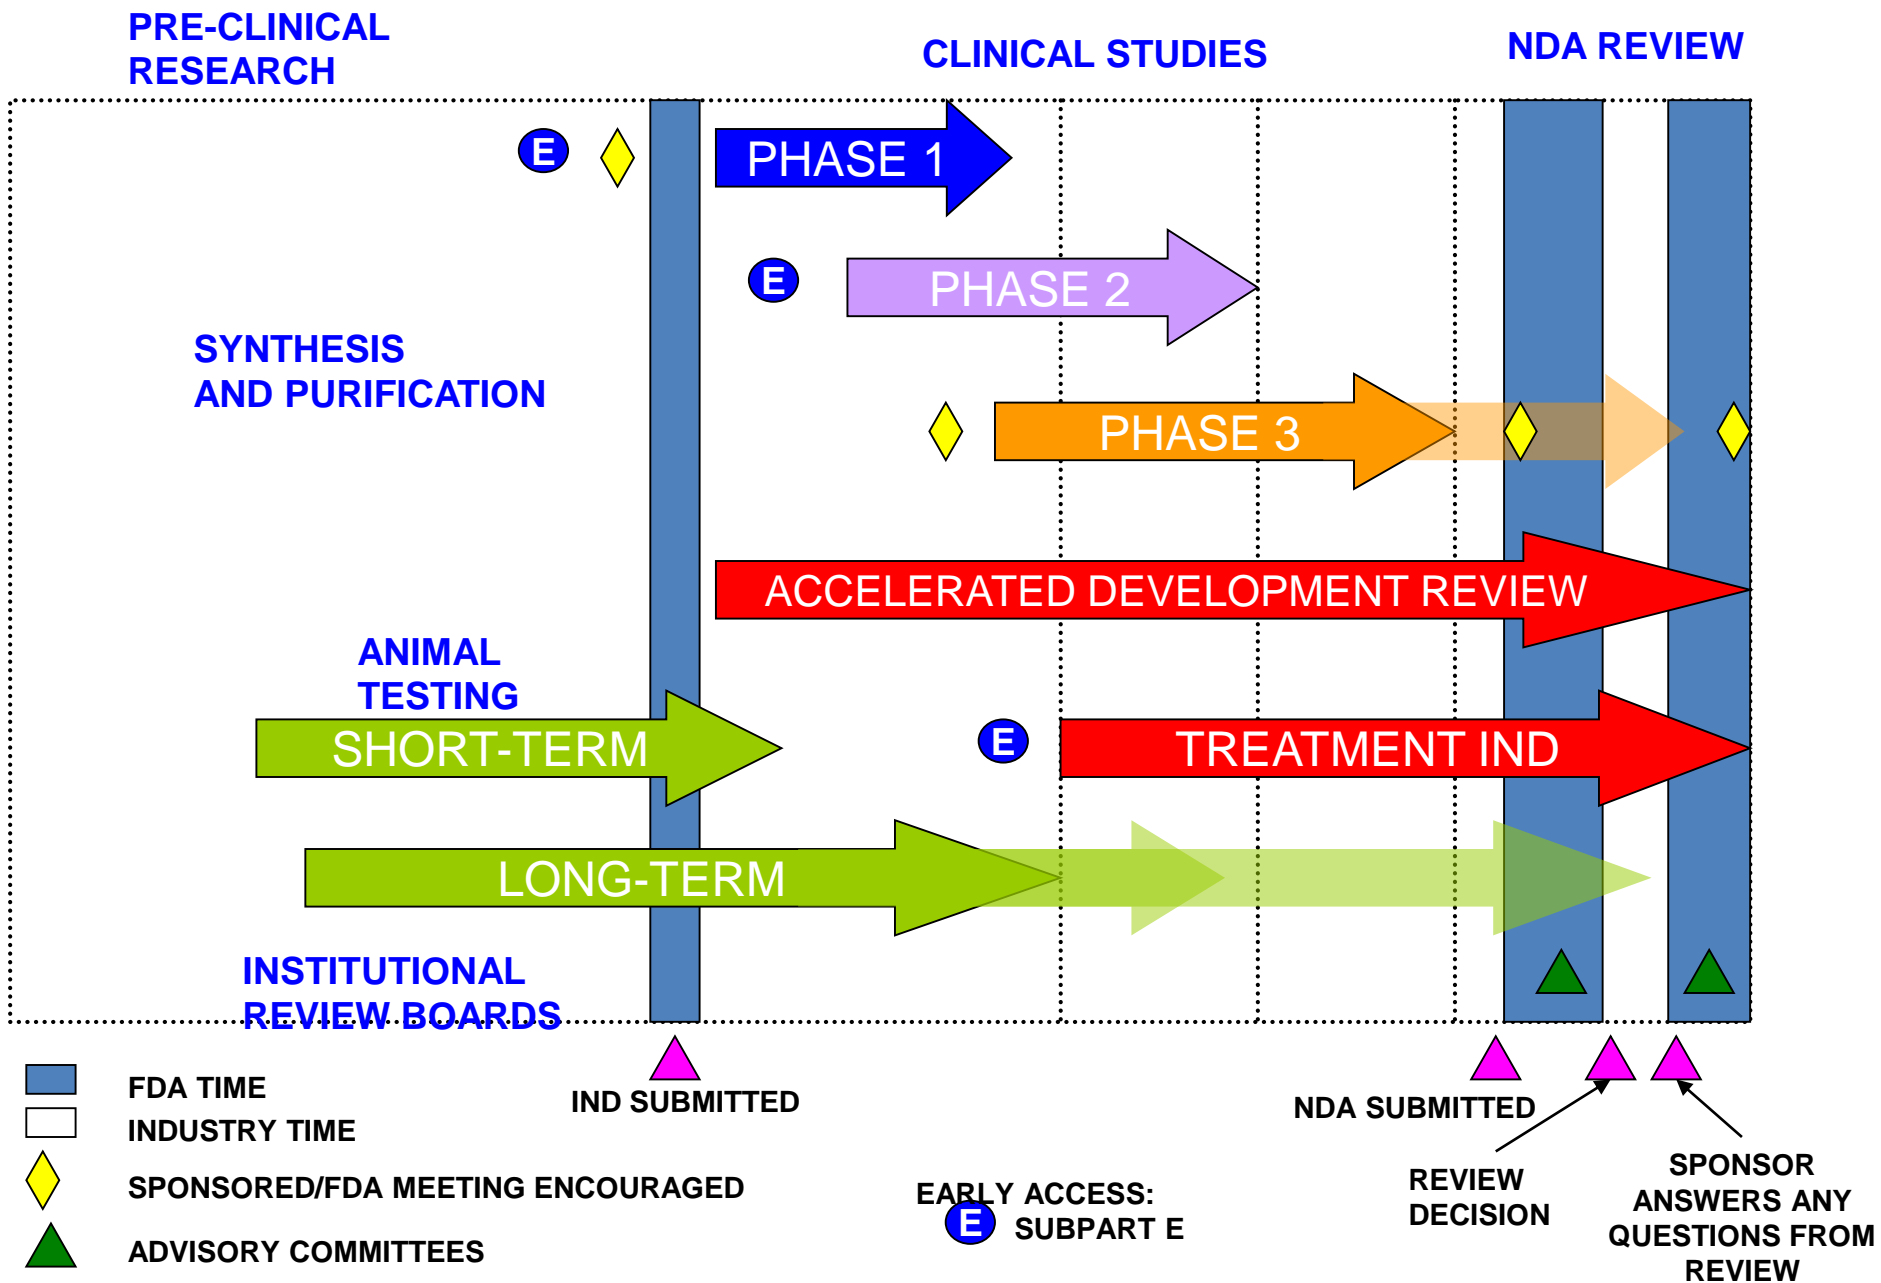 PRE-CLINICAL
RESEARCH
CLINICAL STUDIES
NDA REVIEW
E
PHASE 1
E
PHASE 2
SYNTHESIS
AND PURIFICATION
PHASE 3
ACCELERATED DEVELOPMENT REVIEW
ANIMAL
TESTING
SHORT-TERM
E
TREATMENT IND
LONG-TERM
INSTITUTIONAL
REVIEW BOARDS
FDA TIME
INDUSTRY TIME
SPONSORED/FDA MEETING ENCOURAGED
ADVISORY COMMITTEES
IND SUBMITTED
EARLY ACCESS:
E
SUBPART E
NDA SUBMITTED
REVIEW
DECISION
SPONSOR
ANSWERS ANY
QUESTIONS FROM
REVIEW